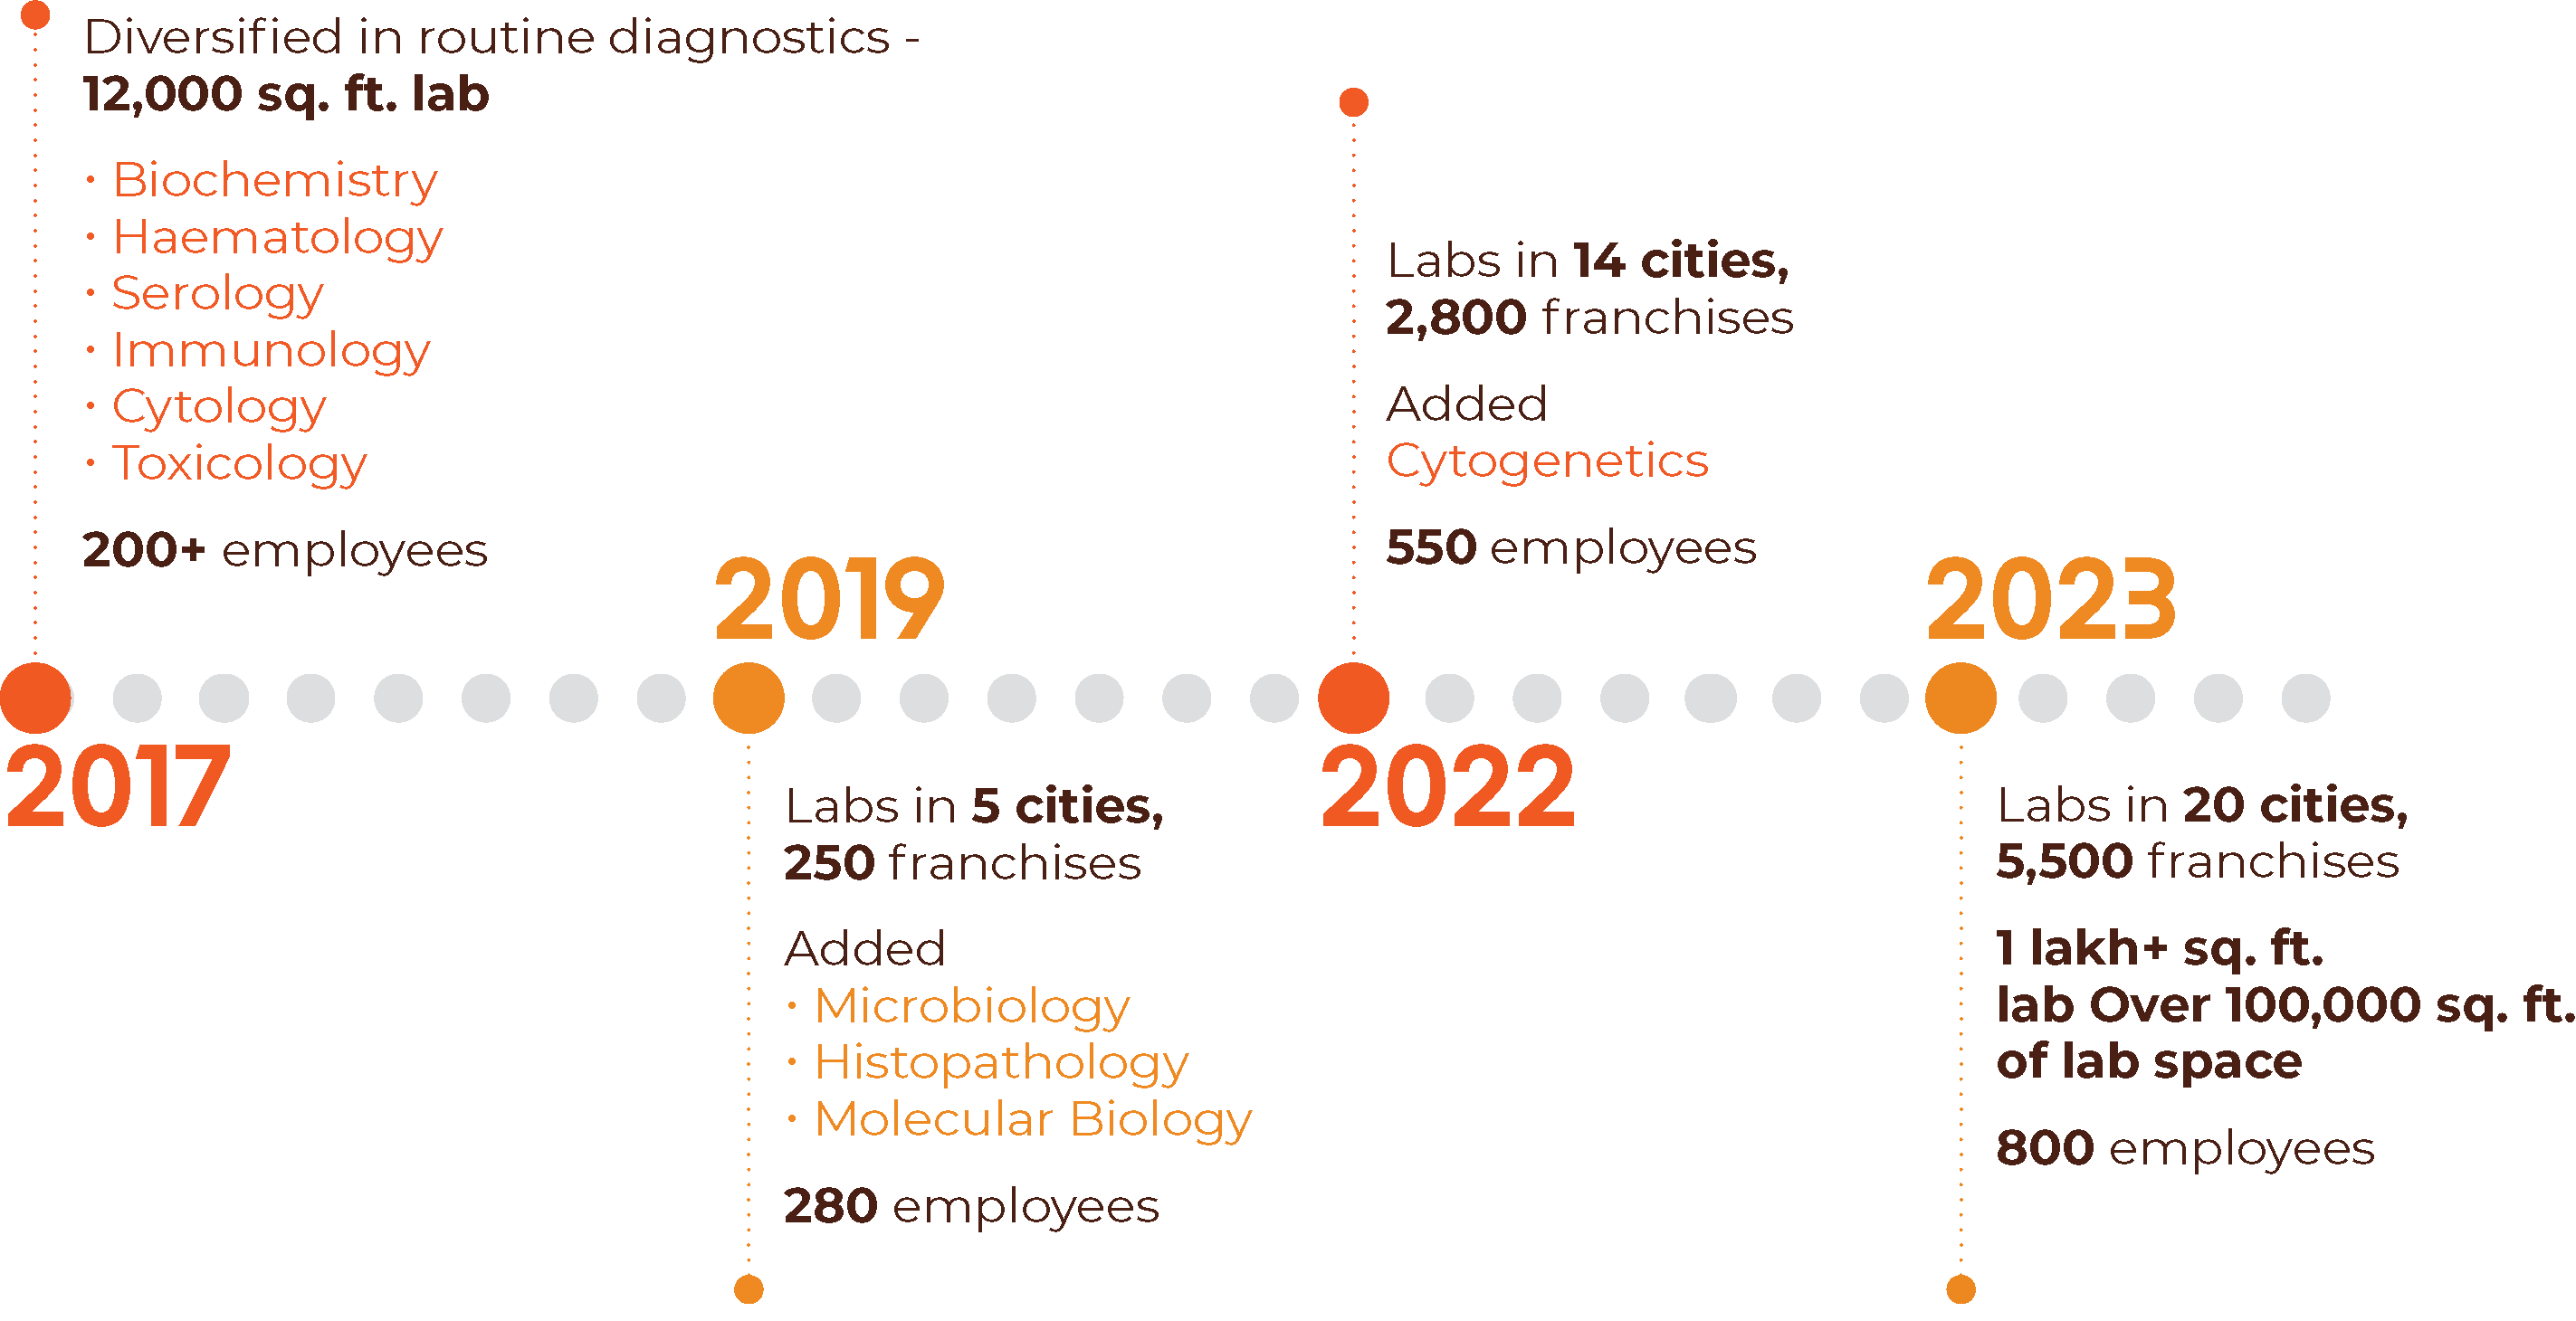 Diversified in routine diagnostics -
12,000 sq. ft. lab
· Biochemistry
· Haematology
· Serology
· Immunology
· Cytology
· Toxicology
200+ employees
2017
2019
Labs in 5 cities,
250 franchises
Added
· Microbiology
· Histopathology
· Molecular Biology
280 employees
Labs in 14 cities,
2,800 franchises
Added
Cytogenetics
550 employees
2022
2023
Labs in 20 cities,
5,500 franchises
1 lakh+ sq. ft.
lab Over 100,000 sq. ft.
of lab space
800 employees